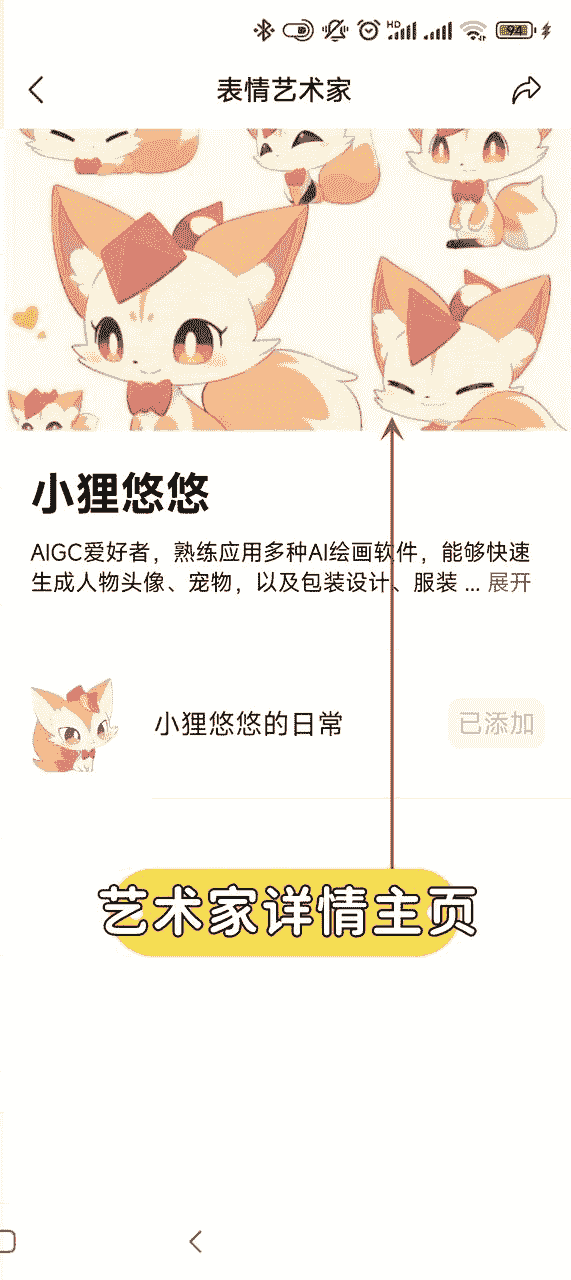 HD
94
表情艺术家
小狸悠悠
AIGC爱好者，熟练应用多种AI绘画软件，能够快速
生成人物头像、宠物，以及包装设计、服装 ... 展开
小狸悠悠的日常
已添加
艺术家详情主页